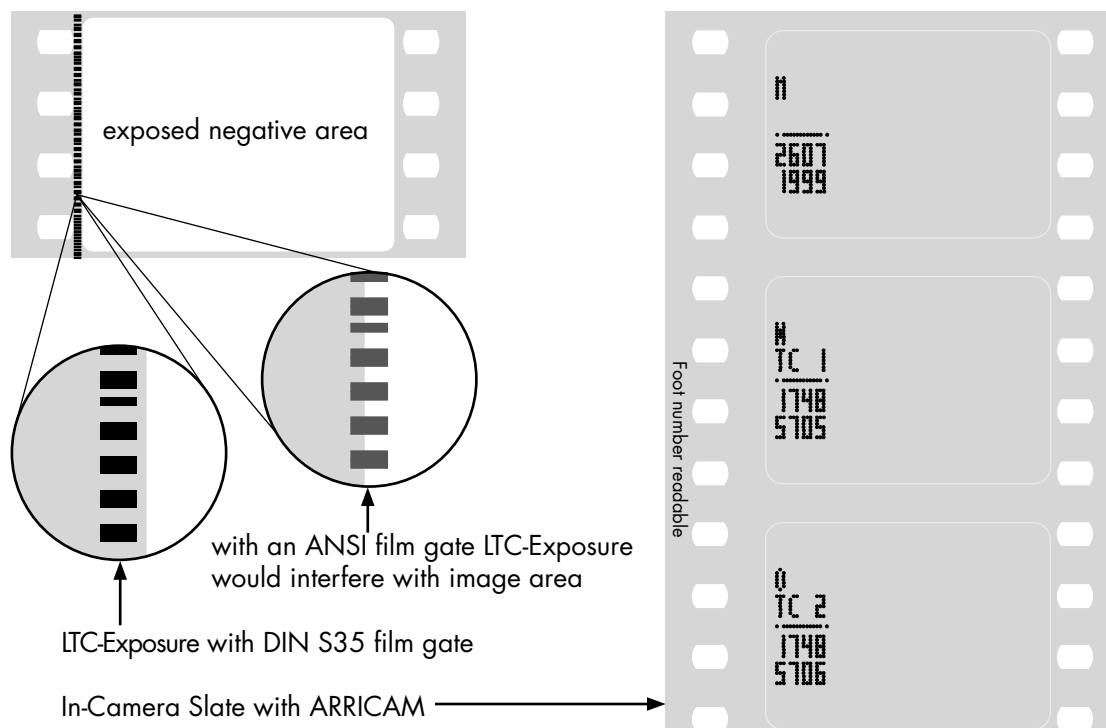 exposed negative area
with an ANSI film gate LTC-Exposure
would interfere with image area
LTC-Exposure with DIN S35 film gate
In-Camera Slate with ARRICAM
Foot number readable
2607
1999
TC 1
1748
5705
TC 2
1748
5706